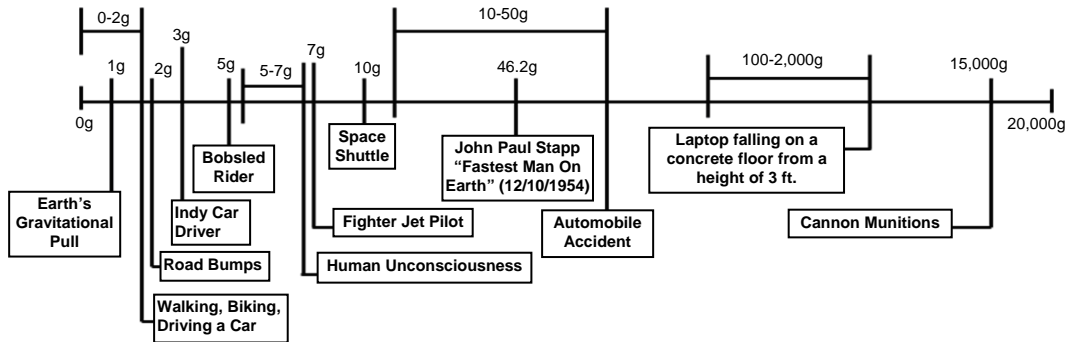 0-2g
10-50g
3g
1g
2g
5g
5-7g
7g
10g
46.2g
100-2,000g
15,000g
0g
20,000g
Space
Shuttle
John Paul Stapp
“Fastest Man On
Earth” (12/10/1954)
Laptop falling on a
concrete floor from a
height of 3 ft.
Bobsled
Rider
Earth’s
Gravitational
Pull
Indy Car
Driver
Fighter Jet Pilot
Automobile
Accident
Cannon Munitions
Road Bumps
Human Unconsciousness
Walking, Biking,
Driving a Car